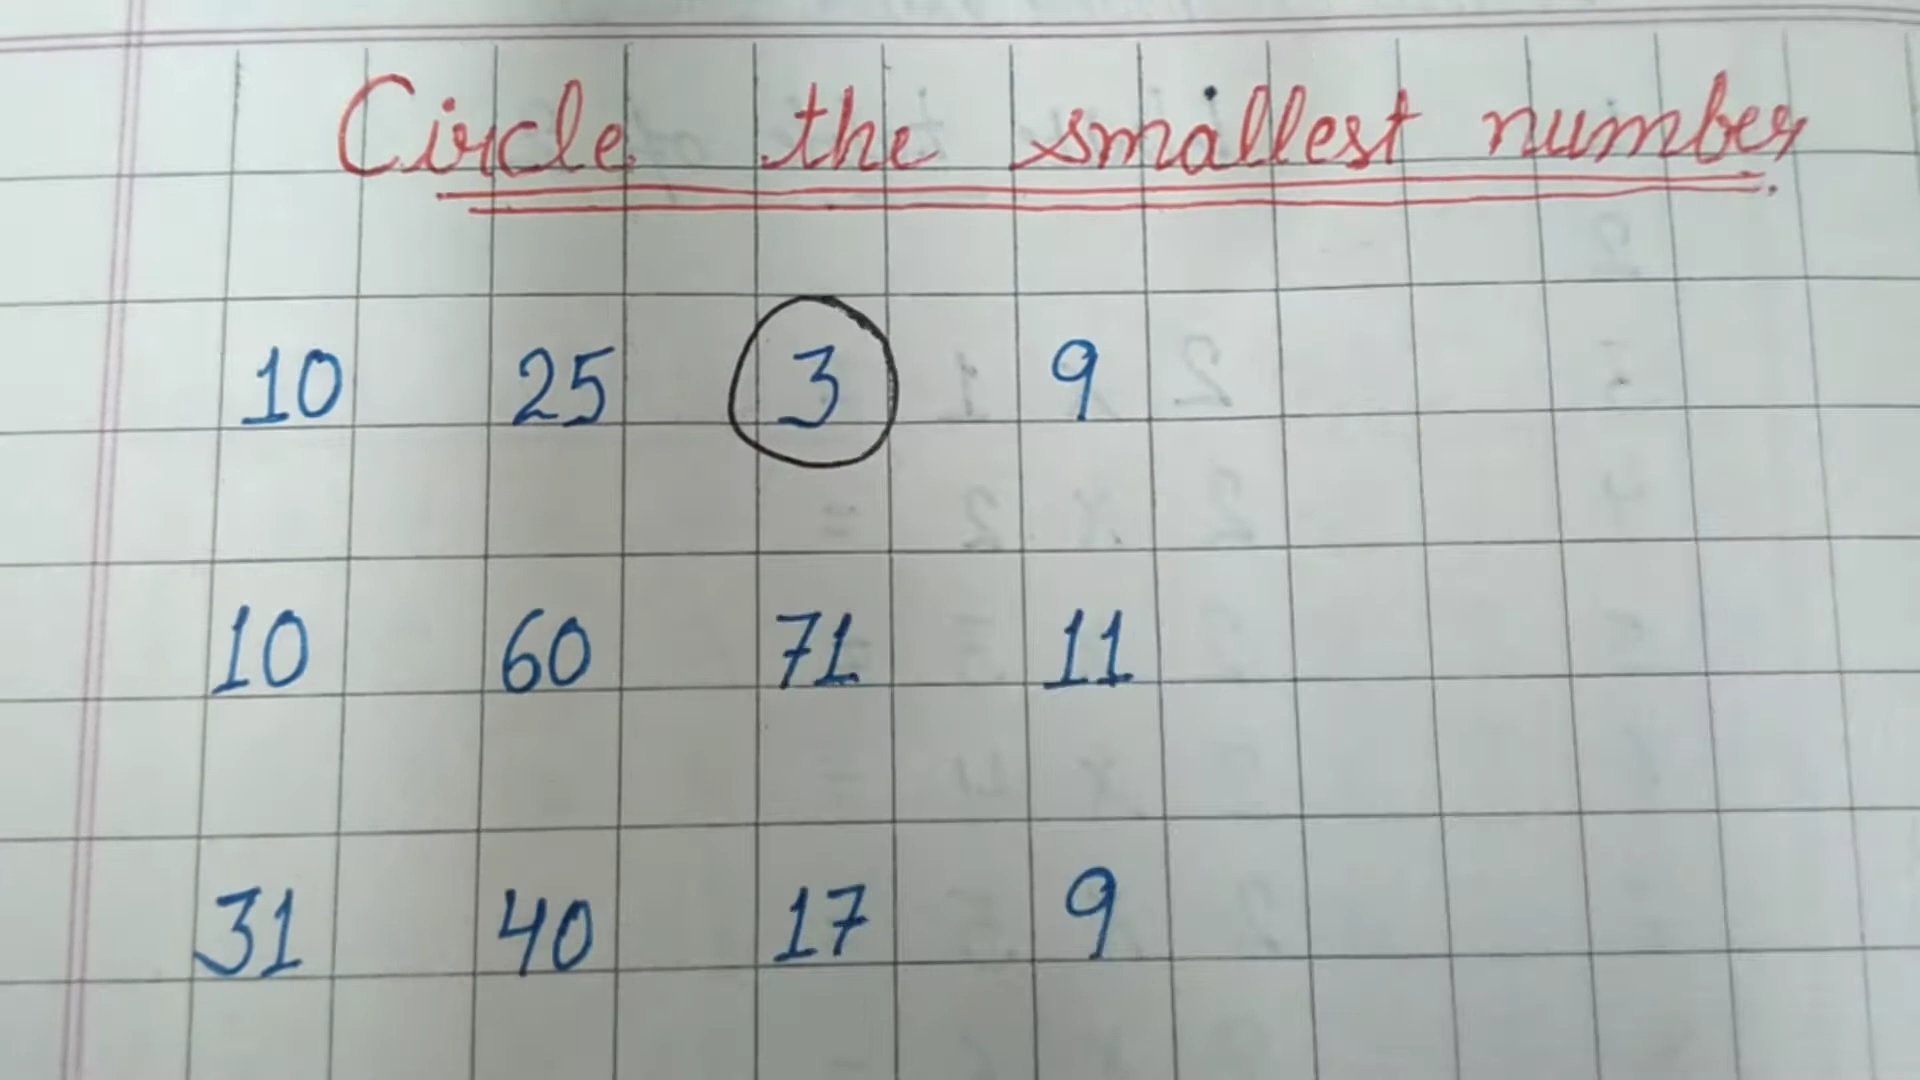 Circle the smallest number
10 25 3 9
10 60 71 11
31 40 17 9